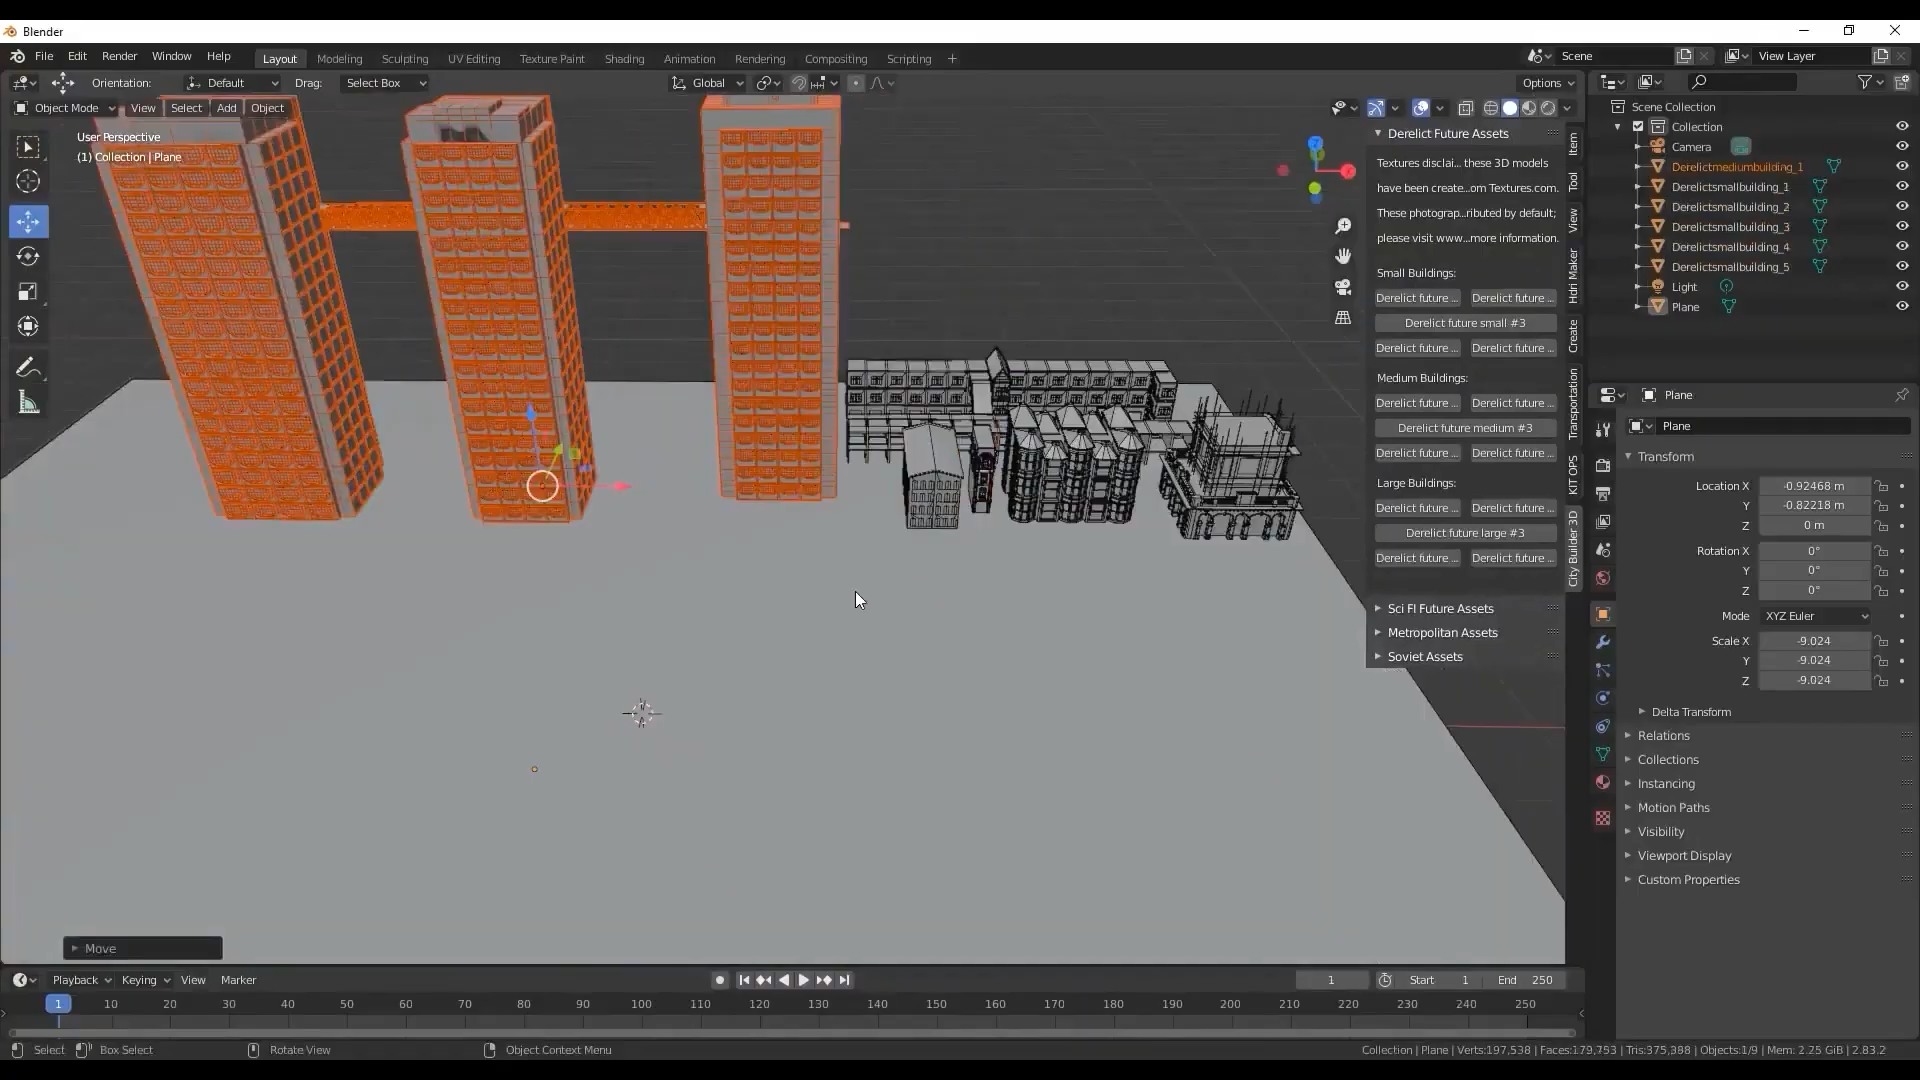 Blender
File Edit Render Window Help Layout Modeling Sculpting UV Editing Texture Paint Shading Animation Rendering Compositing Scripting + Scene View Layer
Orientation: Default Drag: Select Box Global Options
Object Mode View Select Add Object
User Perspective
(1) Collection | Plane
Derelict Future Assets
Textures disclai... these 3D models
have been create...om Textures.com.
These photograp...ributed by default;
please visit www...more information.
Small Buildings:
Derelict future ... Derelict future ...
Derelict future small #3
Derelict future ... Derelict future ...
Medium Buildings:
Derelict future ... Derelict future ...
Derelict future medium #3
Derelict future ... Derelict future ...
Large Buildings:
Derelict future ... Derelict future ...
Derelict future large #3
Derelict future ... Derelict future ...
Sci FI Future Assets
Metropolitan Assets
Soviet Assets
Item
Tool
View
Hdri Maker
Create
Transportation
KIT OPS
City Builder 3D
Scene Collection
Collection
Camera
Derelictmediumbuilding_1
Derelictsmallbuilding_1
Derelictsmallbuilding_2
Derelictsmallbuilding_3
Derelictsmallbuilding_4
Derelictsmallbuilding_5
Light
Plane
Plane
Plane
Transform
Location X -0.92468 m
Y -0.82218 m
Z 0 m
Rotation X 0°
Y 0°
Z 0°
Mode XYZ Euler
Scale X -9.024
Y -9.024
Z -9.024
Delta Transform
Relations
Collections
Instancing
Motion Paths
Visibility
Viewport Display
Custom Properties
Move
Playback Keying View Marker 1 Start 1 End 250
1 10 20 30 40 50 60 70 80 90 100 110 120 130 140 150 160 170 180 190 200 210 220 230 240 250
Select Box Select Rotate View Object Context Menu Collection | Plane | Verts:197,538 | Faces:179,753 | Tris:375,388 | Objects:1/9 | Mem: 2.25 GiB | 2.83.2